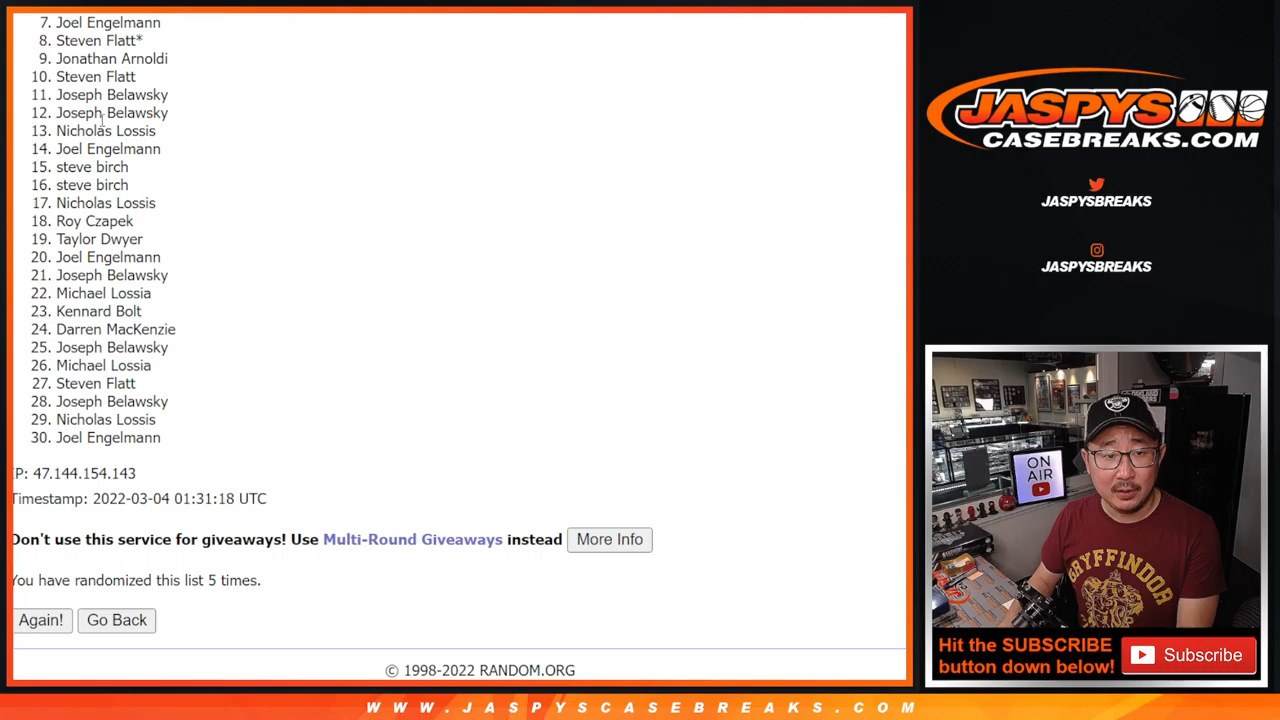 7. Joel Engelmann
8. Steven Flatt*
9. Jonathan Arnoldi
10. Steven Flatt
11. Joseph Belawsky
12. Joseph Belawsky
13. Nicholas Lossis
14. Joel Engelmann
15. steve birch
16. steve birch
17. Nicholas Lossis
18. Roy Czapek
19. Taylor Dwyer
20. Joel Engelmann
21. Joseph Belawsky
22. Michael Lossia
23. Kennard Bolt
24. Darren MacKenzie
25. Joseph Belawsky
26. Michael Lossia
27. Steven Flatt
28. Joseph Belawsky
29. Nicholas Lossis
30. Joel Engelmann
IP: 47.144.154.143
Timestamp: 2022-03-04 01:31:18 UTC
Don't use this service for giveaways! Use Multi-Round Giveaways instead More Info
You have randomized this list 5 times.
Again! Go Back
© 1998-2022 RANDOM.ORG
JASPYS
CASEBREAKS.COM
JASPYSBREAKS
JASPYSBREAKS
ON
AIR
GRYFFINDOR
Hit the SUBSCRIBE
button down below!
Subscribe
WWW.JASPYSCASEBREAKS.COM